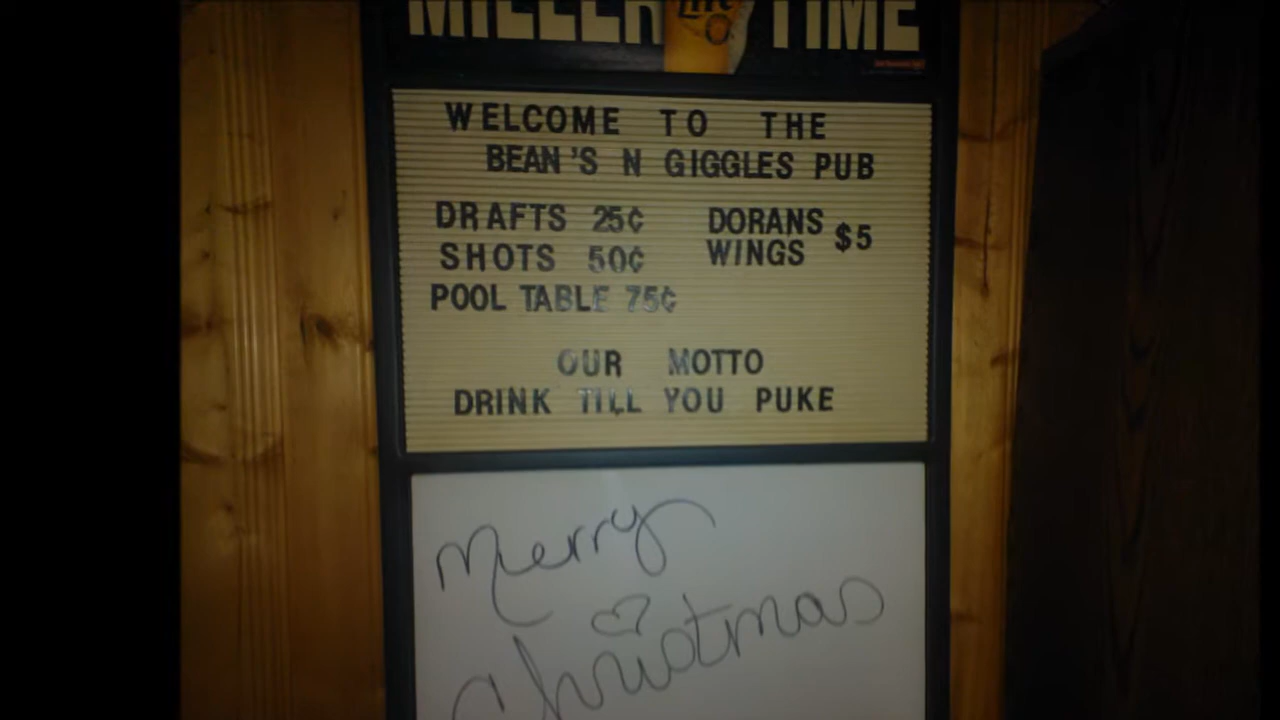 MILLER Lite TIME
WELCOME TO THE
BEAN'S N GIGGLES PUB
DRAFTS 25¢ DORANS $5
SHOTS 50¢ WINGS
POOL TABLE 75¢
OUR MOTTO
DRINK TILL YOU PUKE
Merry
Christmas